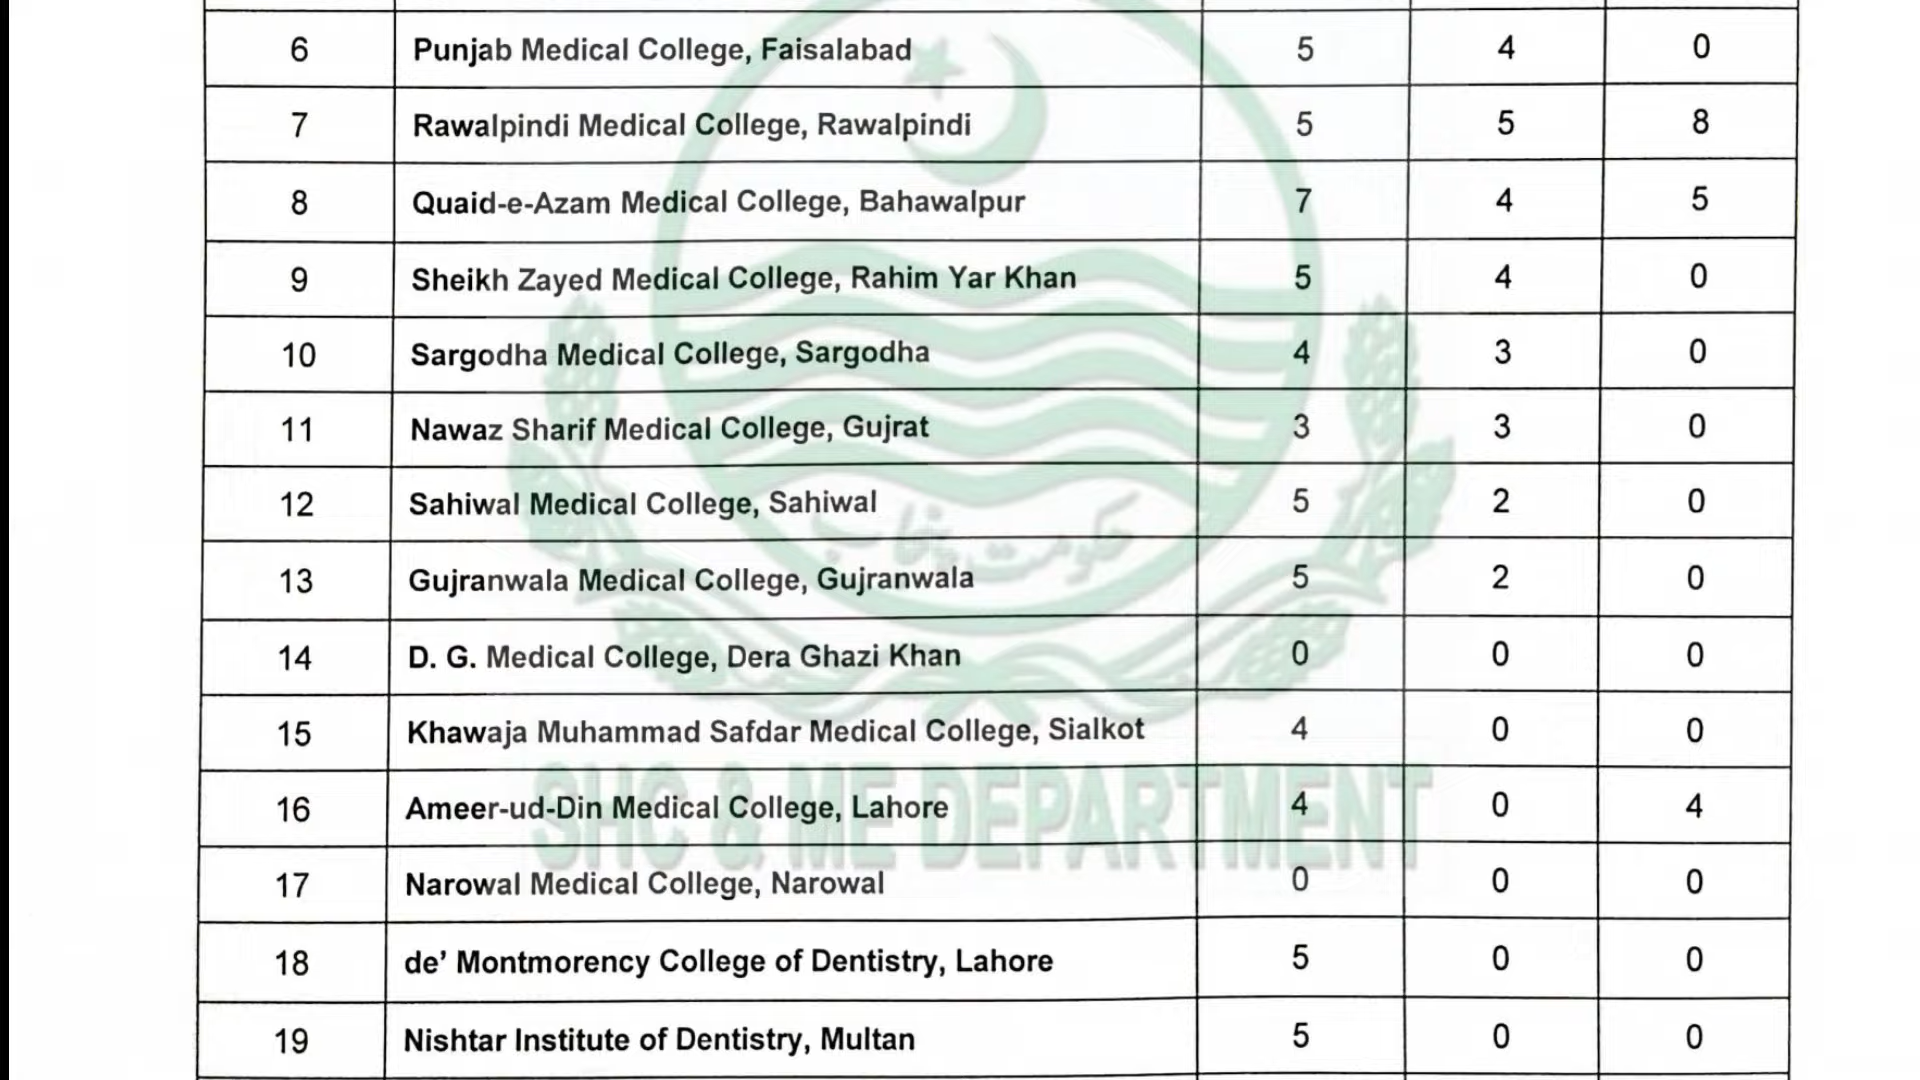 6 Punjab Medical College, Faisalabad 5 4 0
7 Rawalpindi Medical College, Rawalpindi 5 5 8
8 Quaid-e-Azam Medical College, Bahawalpur 7 4 5
9 Sheikh Zayed Medical College, Rahim Yar Khan 5 4 0
10 Sargodha Medical College, Sargodha 4 3 0
11 Nawaz Sharif Medical College, Gujrat 3 3 0
12 Sahiwal Medical College, Sahiwal 5 2 0
حکومت پنجاب
13 Gujranwala Medical College, Gujranwala 5 2 0
14 D. G. Medical College, Dera Ghazi Khan 0 0 0
15 Khawaja Muhammad Safdar Medical College, Sialkot 4 0 0
SHC & ME DEPARTMENT
16 Ameer-ud-Din Medical College, Lahore 4 0 4
17 Narowal Medical College, Narowal 0 0 0
18 de’ Montmorency College of Dentistry, Lahore 5 0 0
19 Nishtar Institute of Dentistry, Multan 5 0 0